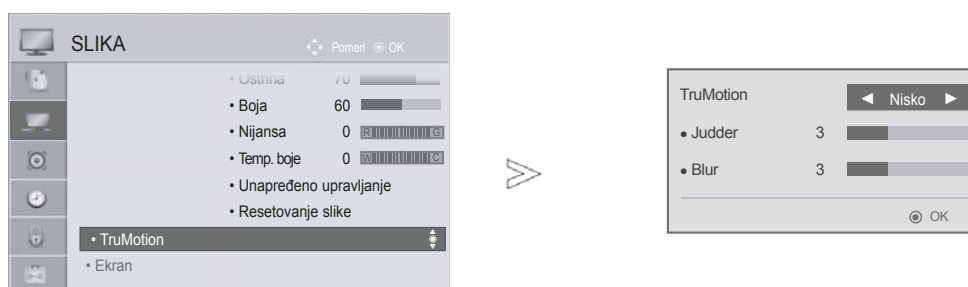 SLIKA
Pomeri OK
• Oštrina 70
• Boja 60
• Nijansa 0 R G
• Temp. boje 0 W C
• Unapređeno upravljanje
• Resetovanje slike
• TruMotion
• Ekran
TruMotion ◄ Nisko ►
• Judder 3
• Blur 3
OK